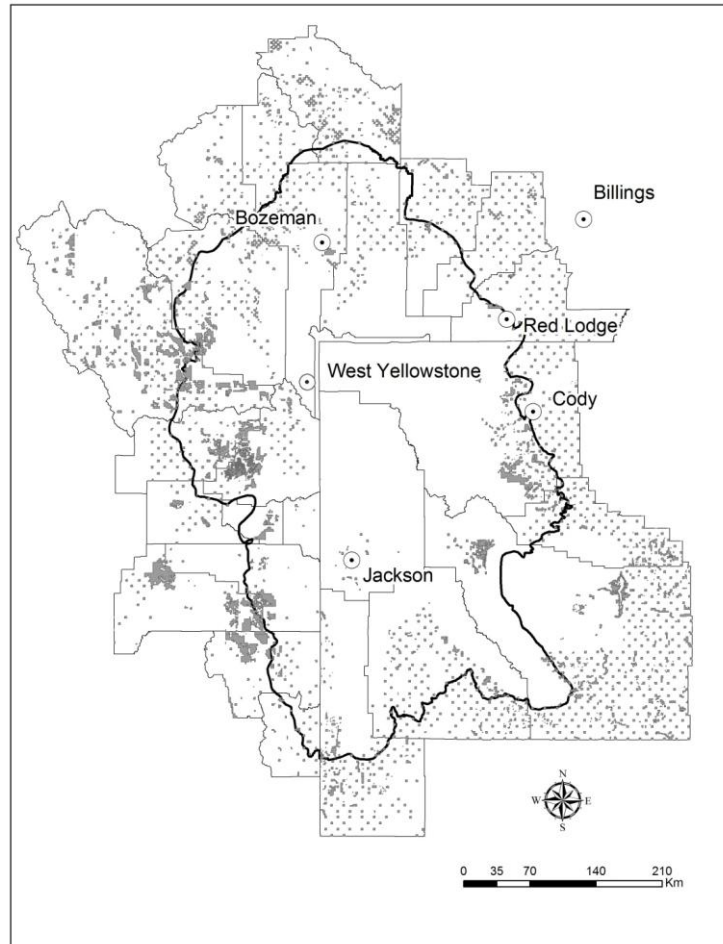 Billings
Bozeman
Red Lodge
West Yellowstone
Cody
Jackson
N
W E
S
0 35 70 140 210
Km